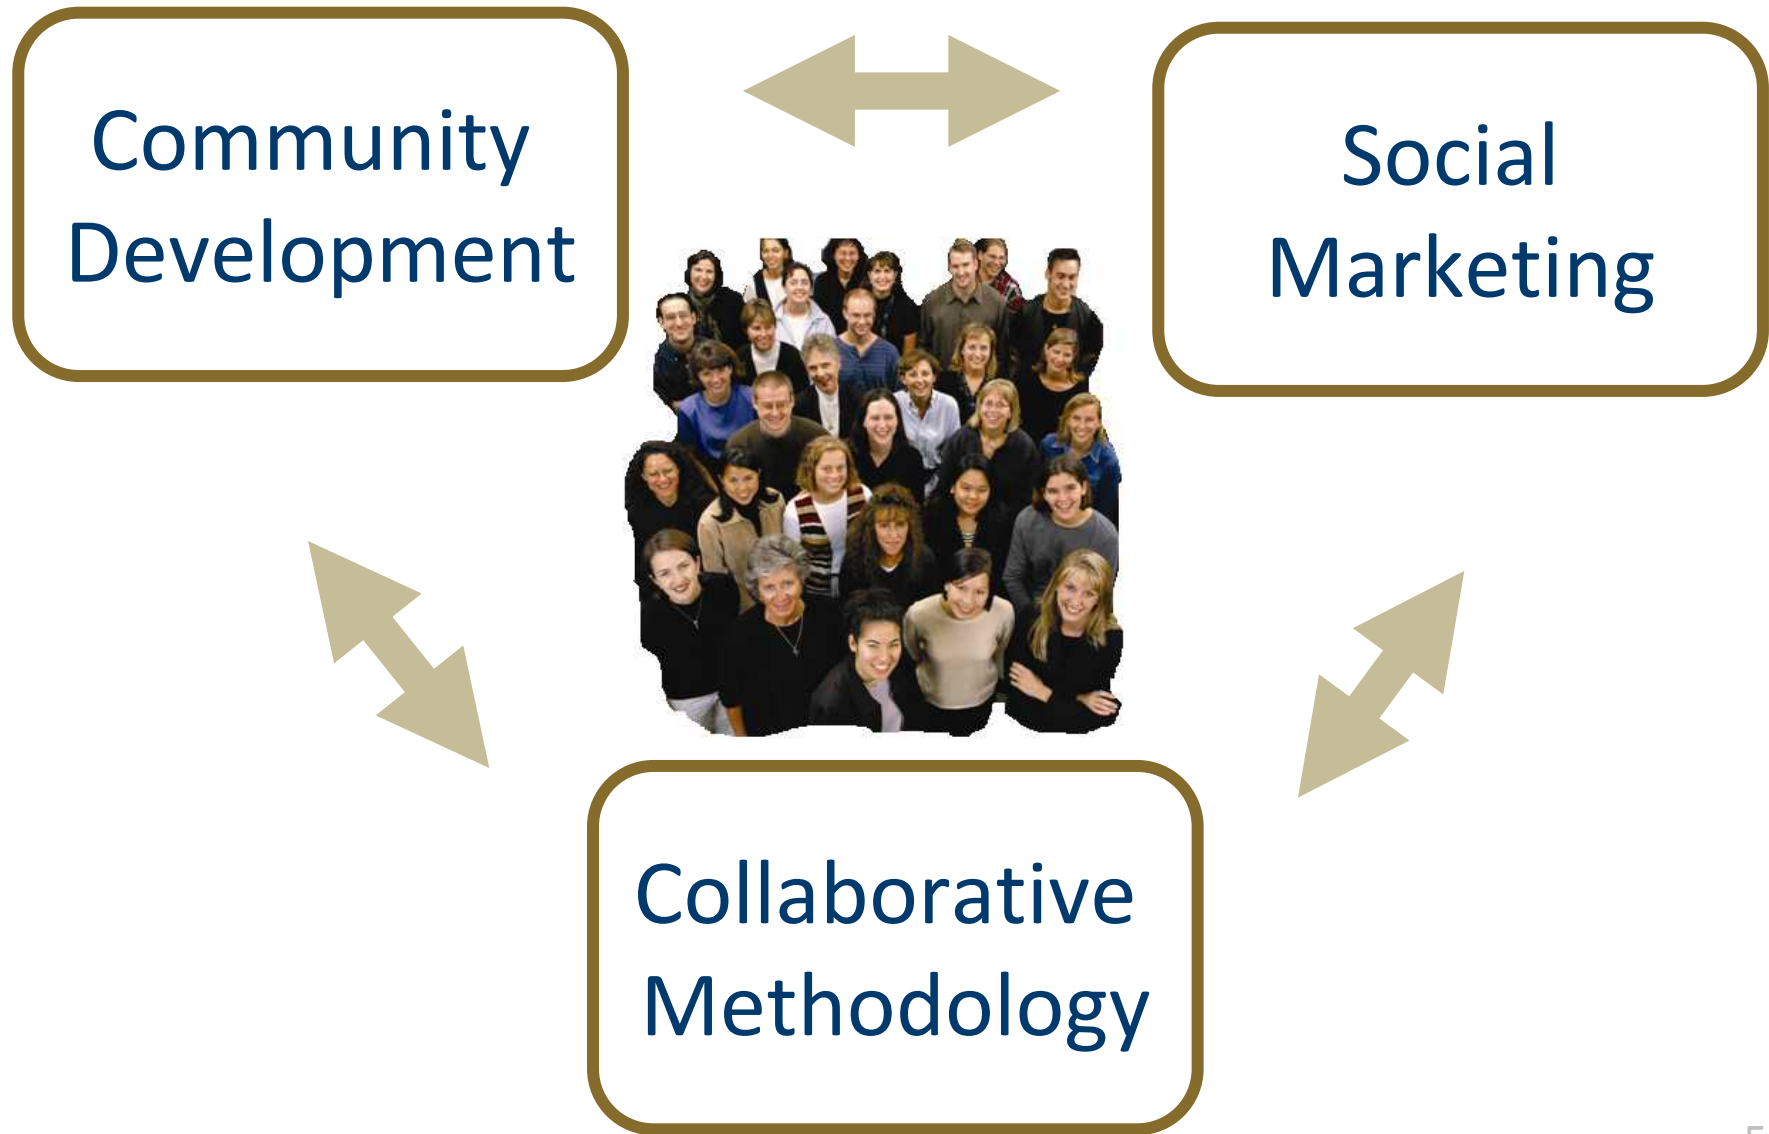 Community
Development
Social
Marketing
Collaborative
Methodology